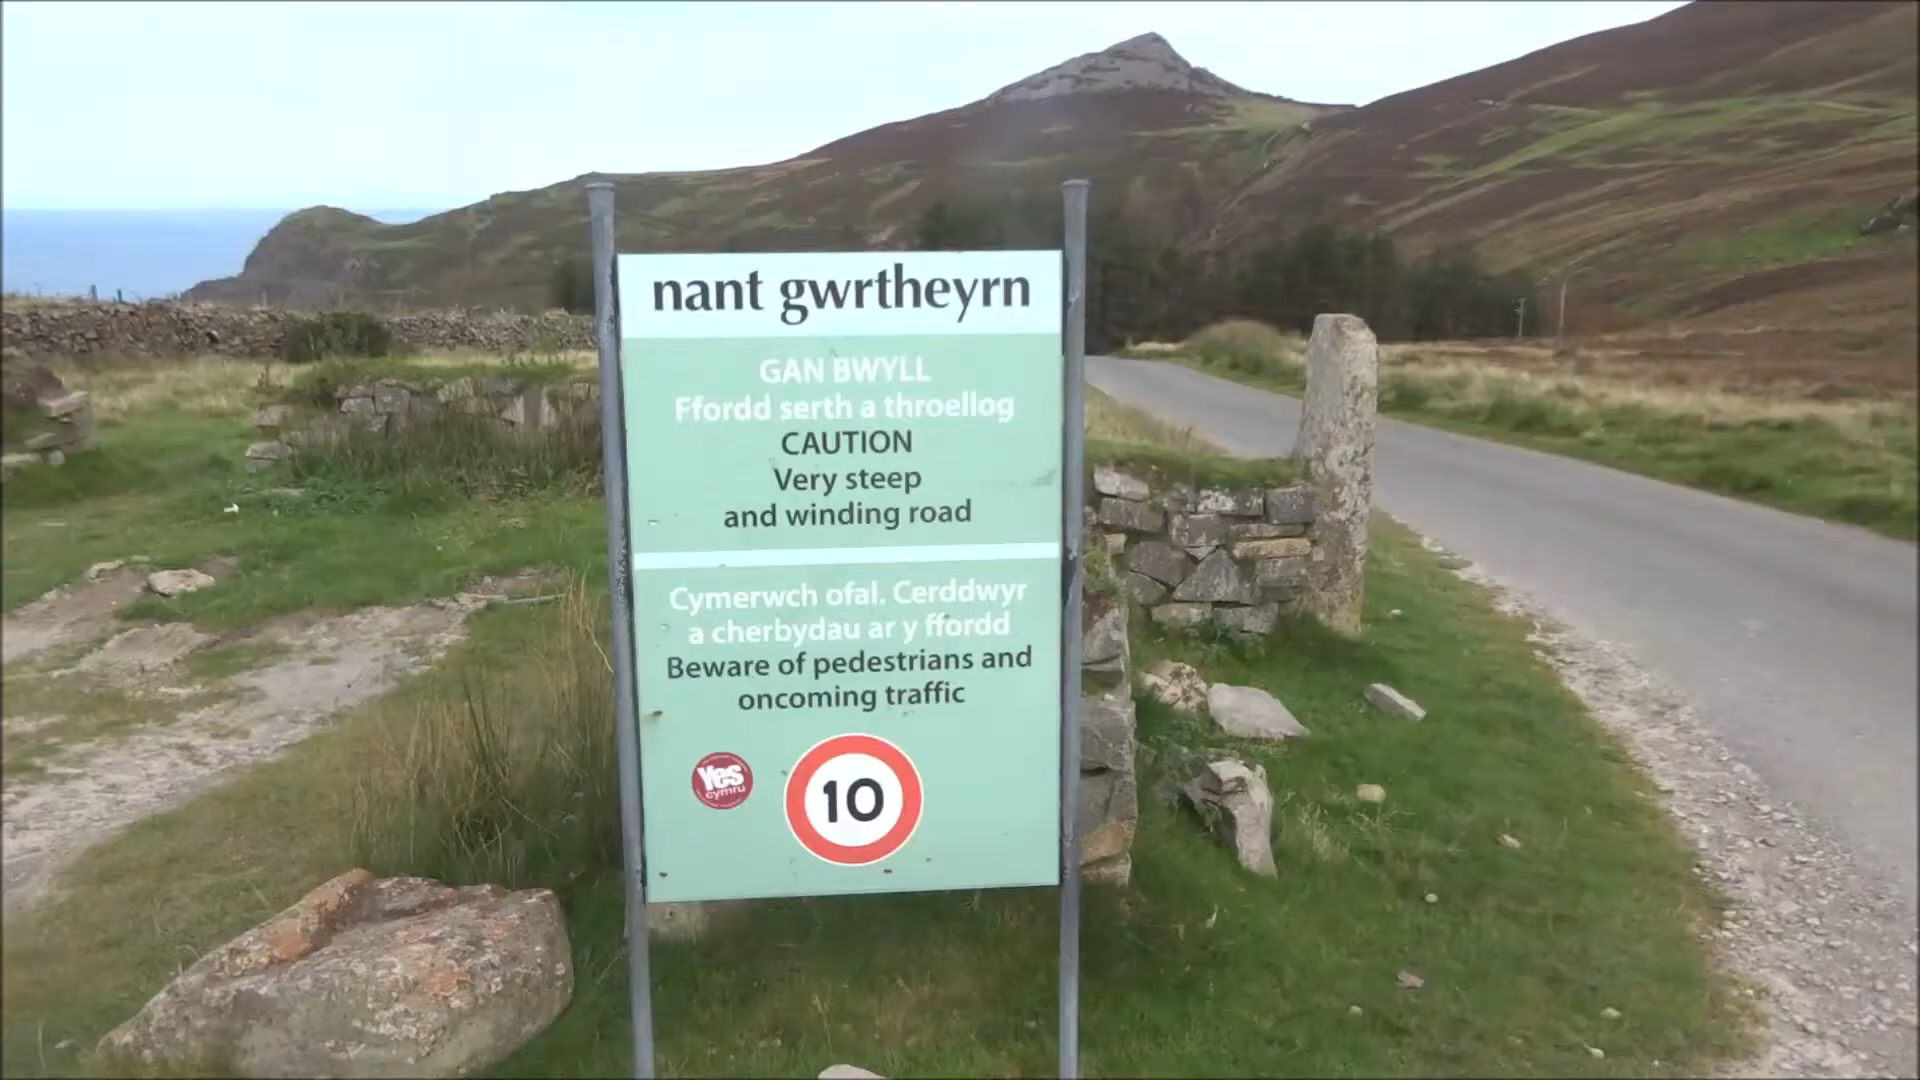 nant gwrtheyrn
GAN BWYLL
Ffordd serth a throellog
CAUTION
Very steep
and winding road
Cymerwch ofal. Cerddwyr
a cherbydau ar y ffordd
Beware of pedestrians and
oncoming traffic
Yes
cymru
10